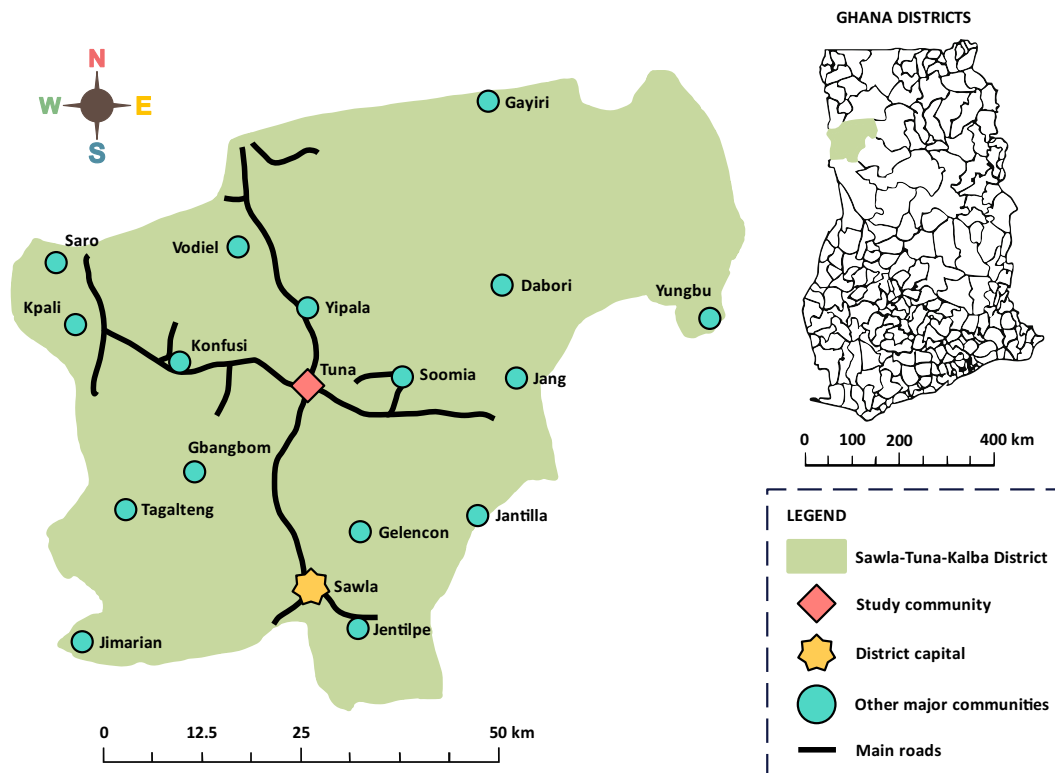 GHANA DISTRICTS
N
W
E
S
Gayiri
Saro
Vodiel
Dabori
Yungbu
Kpali
Yipala
Konfusi
Tuna
Soomia
Jang
Gbangbom
Tagalteng
Jantilla
Gelencon
Sawla
Jentilpe
Jimarian
0 12.5 25 50 km
0 100 200 400 km
LEGEND
Sawla-Tuna-Kalba District
Study community
District capital
Other major communities
Main roads